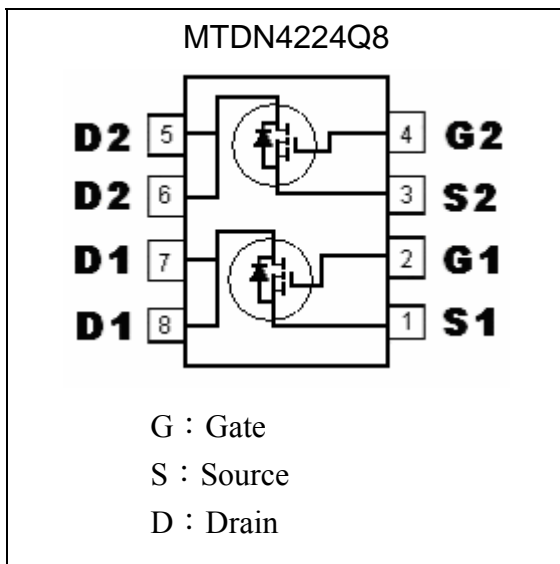 MTDN4224Q8
D2 5 4 G2
D2 6 3 S2
D1 7 2 G1
D1 8 1 S1
G：Gate
S：Source
D：Drain